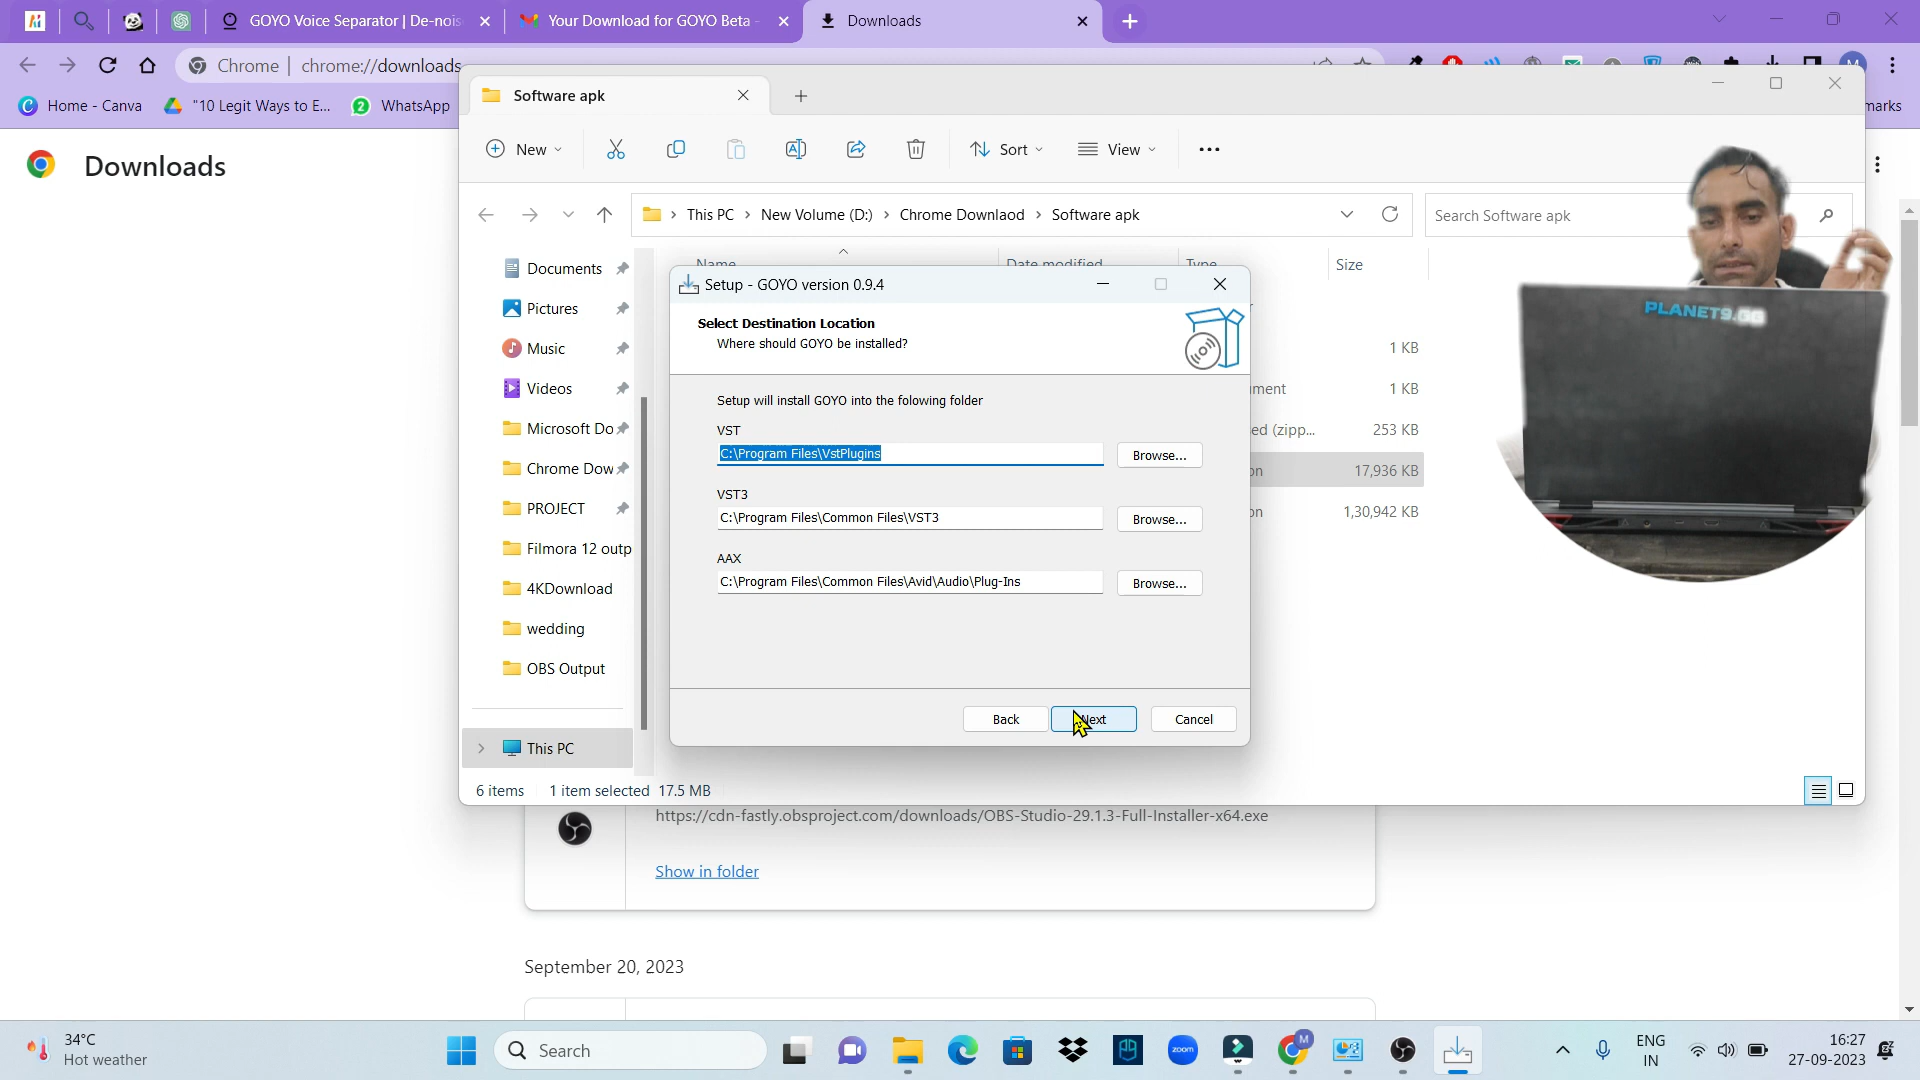 GOYO Voice Separator | De-nois
Your Download for GOYO Beta -
Downloads
Chrome | chrome://downloads
Home - Canva
"10 Legit Ways to E...
2 WhatsApp
marks
Downloads
Software apk
New
Sort
View
This PC > New Volume (D:) > Chrome Downlaod > Software apk
Search Software apk
Documents
Pictures
Music
Videos
Microsoft Do
Chrome Dow
PROJECT
Filmora 12 outp
4KDownload
wedding
OBS Output
This PC
Name
Date modified
Type
Size
1 KB
ument 1 KB
ed (zipp... 253 KB
on 17,936 KB
on 1,30,942 KB
Setup - GOYO version 0.9.4
Select Destination Location
Where should GOYO be installed?
Setup will install GOYO into the folowing folder
VST
C:\Program Files\VstPlugins
Browse...
VST3
C:\Program Files\Common Files\VST3
Browse...
AAX
C:\Program Files\Common Files\Avid\Audio\Plug-Ins
Browse...
Back
Next
Cancel
6 items 1 item selected 17.5 MB
PLANET9.GG
https://cdn-fastly.obsproject.com/downloads/OBS-Studio-29.1.3-Full-Installer-x64.exe
Show in folder
September 20, 2023
34°C
Hot weather
Search
zoom
M
ENG
IN
16:27
27-09-2023